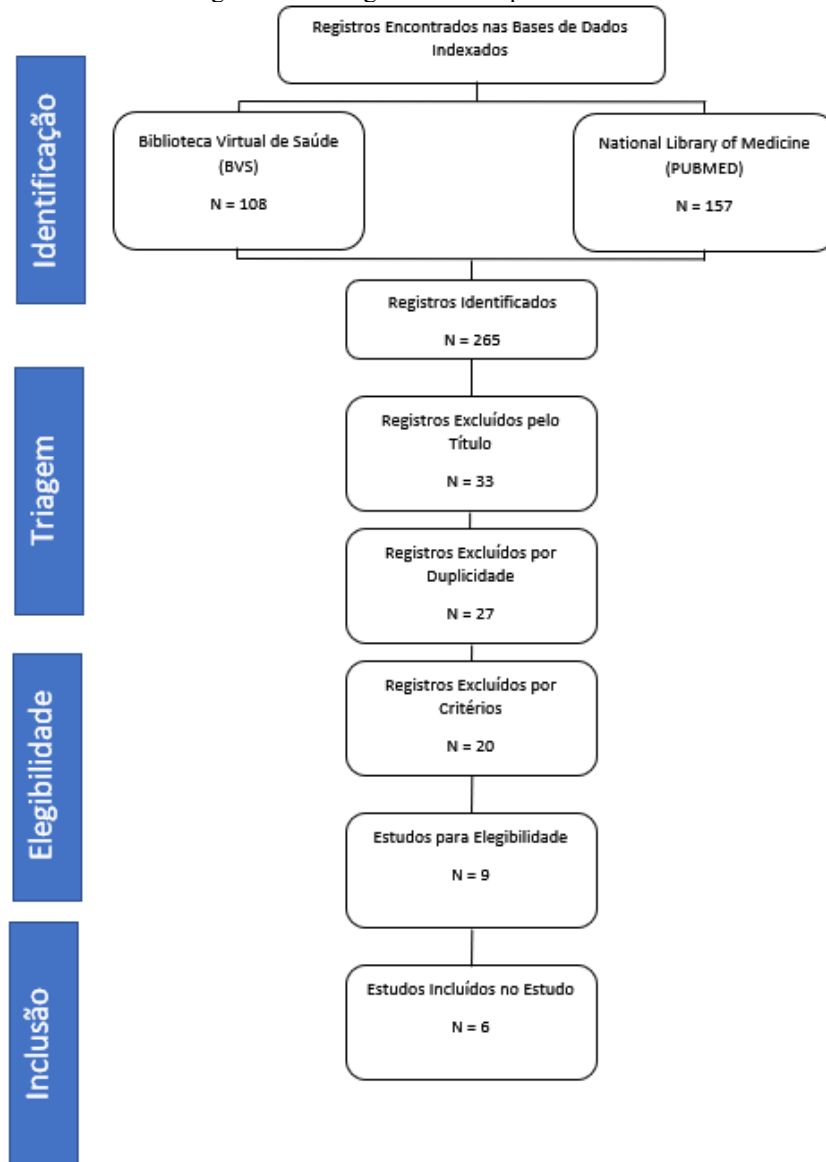 Registros Encontrados nas Bases de Dados
Indexados
Identificação
Biblioteca Virtual de Saúde
(BVS)
N = 108
National Library of Medicine
(PUBMED)
N = 157
Registros Identificados
N = 265
Triagem
Registros Excluídos pelo
Título
N = 33
Registros Excluídos por
Duplicidade
N = 27
Elegibilidade
Registros Excluídos por
Critérios
N = 20
Estudos para Elegibilidade
N = 9
Inclusão
Estudos Incluídos no Estudo
N = 6